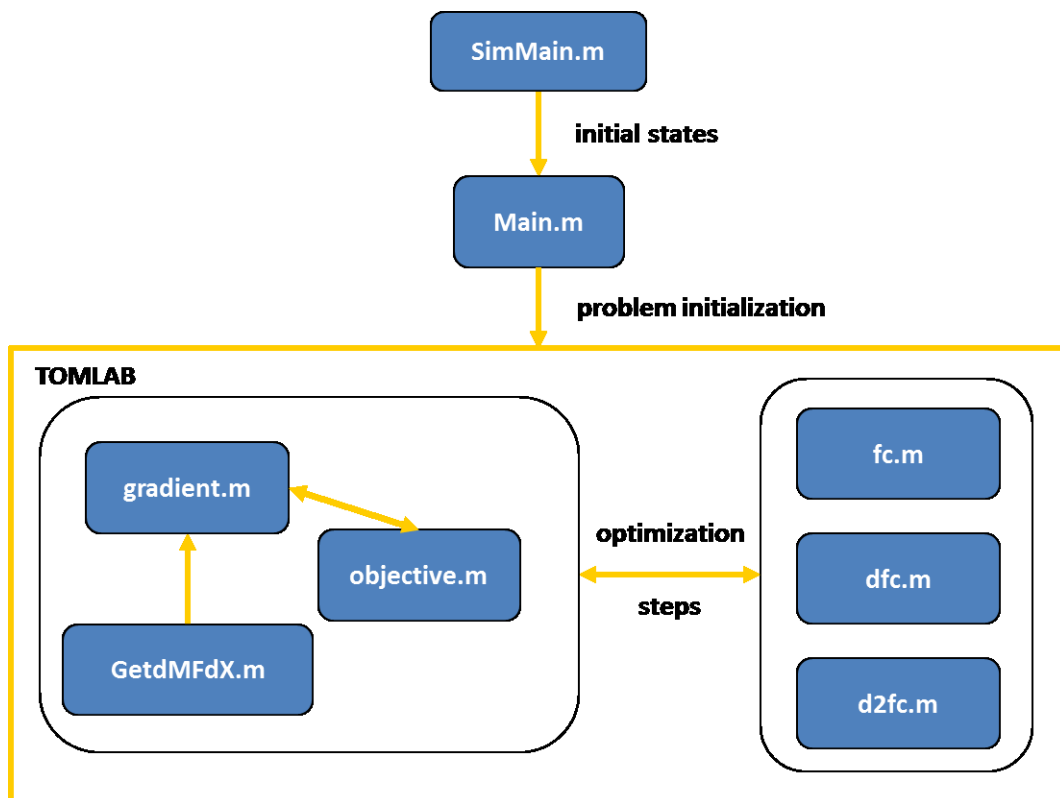 SimMain.m
initial states
Main.m
problem initialization
TOMLAB
gradient.m
objective.m
GetdMFdX.m
optimization
steps
fc.m
dfc.m
d2fc.m